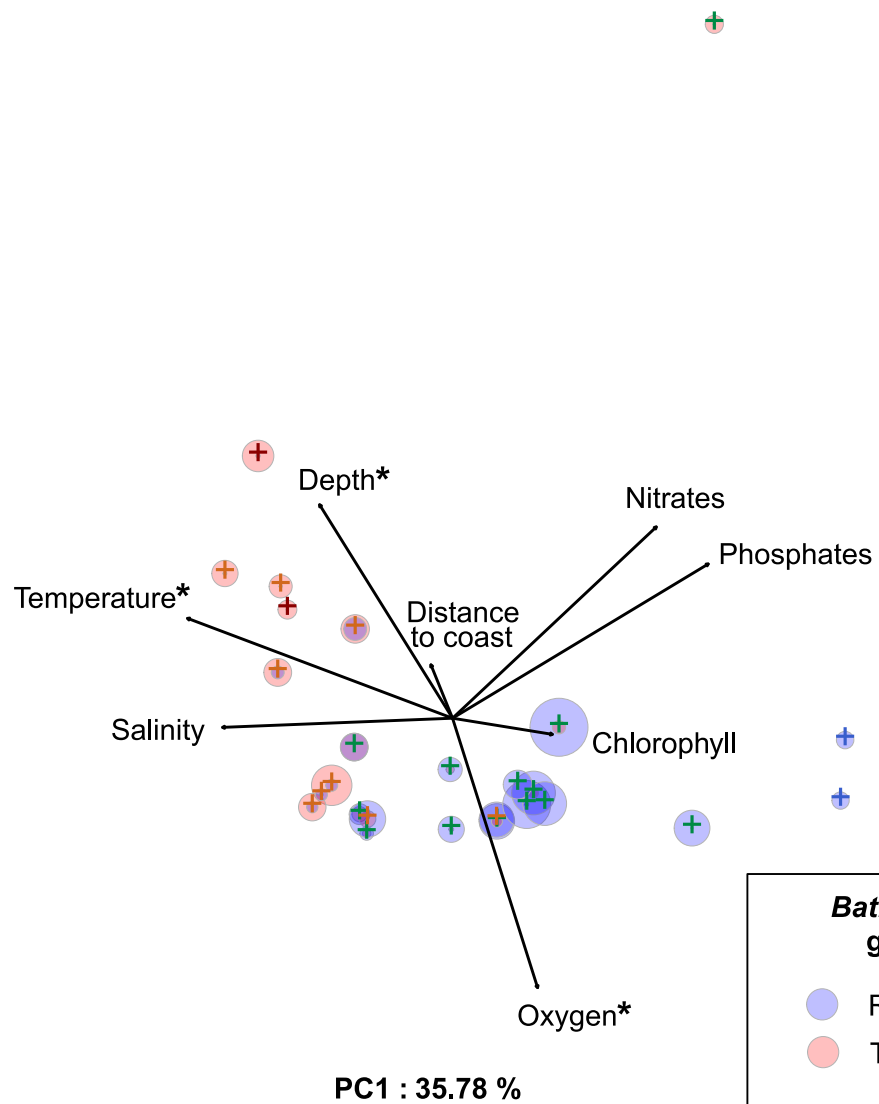 Depth*
Nitrates
Phosphates
Temperature*
Distance
to coast
Salinity
Chlorophyll
Oxygen*
PC1 : 35.78 %